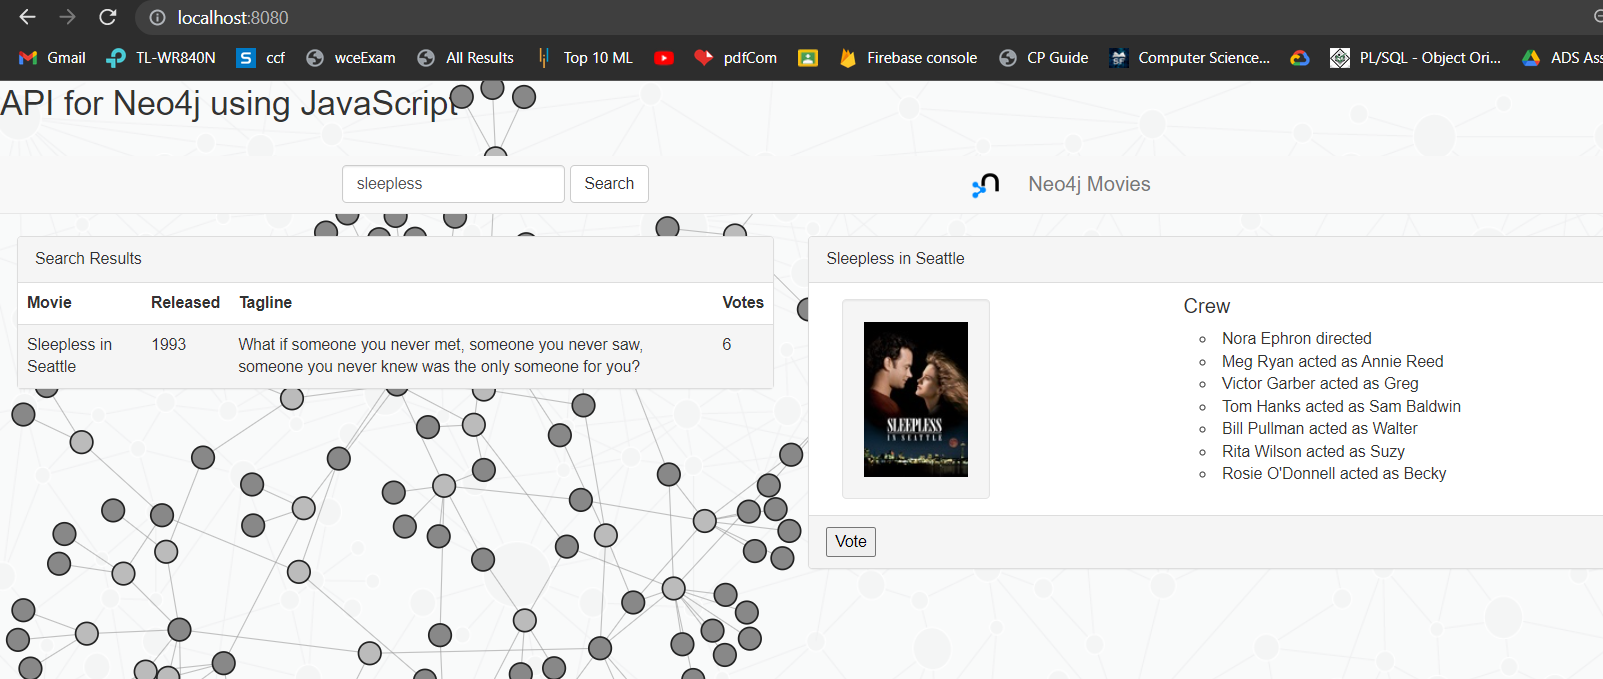 localhost:8080
Gmail
TL-WR840N
S
ccf
wceExam
All Results
Top 10 ML
pdfCom
Firebase console
CP Guide
SF
Computer Science...
PL/SQL - Object Ori...
ADS Ass
API for Neo4j using JavaScript
sleepless
Search
Neo4j Movies
Search Results
Movie Released Tagline Votes
Sleepless in 1993 What if someone you never met, someone you never saw, 6
Seattle someone you never knew was the only someone for you?
Sleepless in Seattle
SLEEPLESS
IN SEATTLE
Crew
Nora Ephron directed
Meg Ryan acted as Annie Reed
Victor Garber acted as Greg
Tom Hanks acted as Sam Baldwin
Bill Pullman acted as Walter
Rita Wilson acted as Suzy
Rosie O'Donnell acted as Becky
Vote